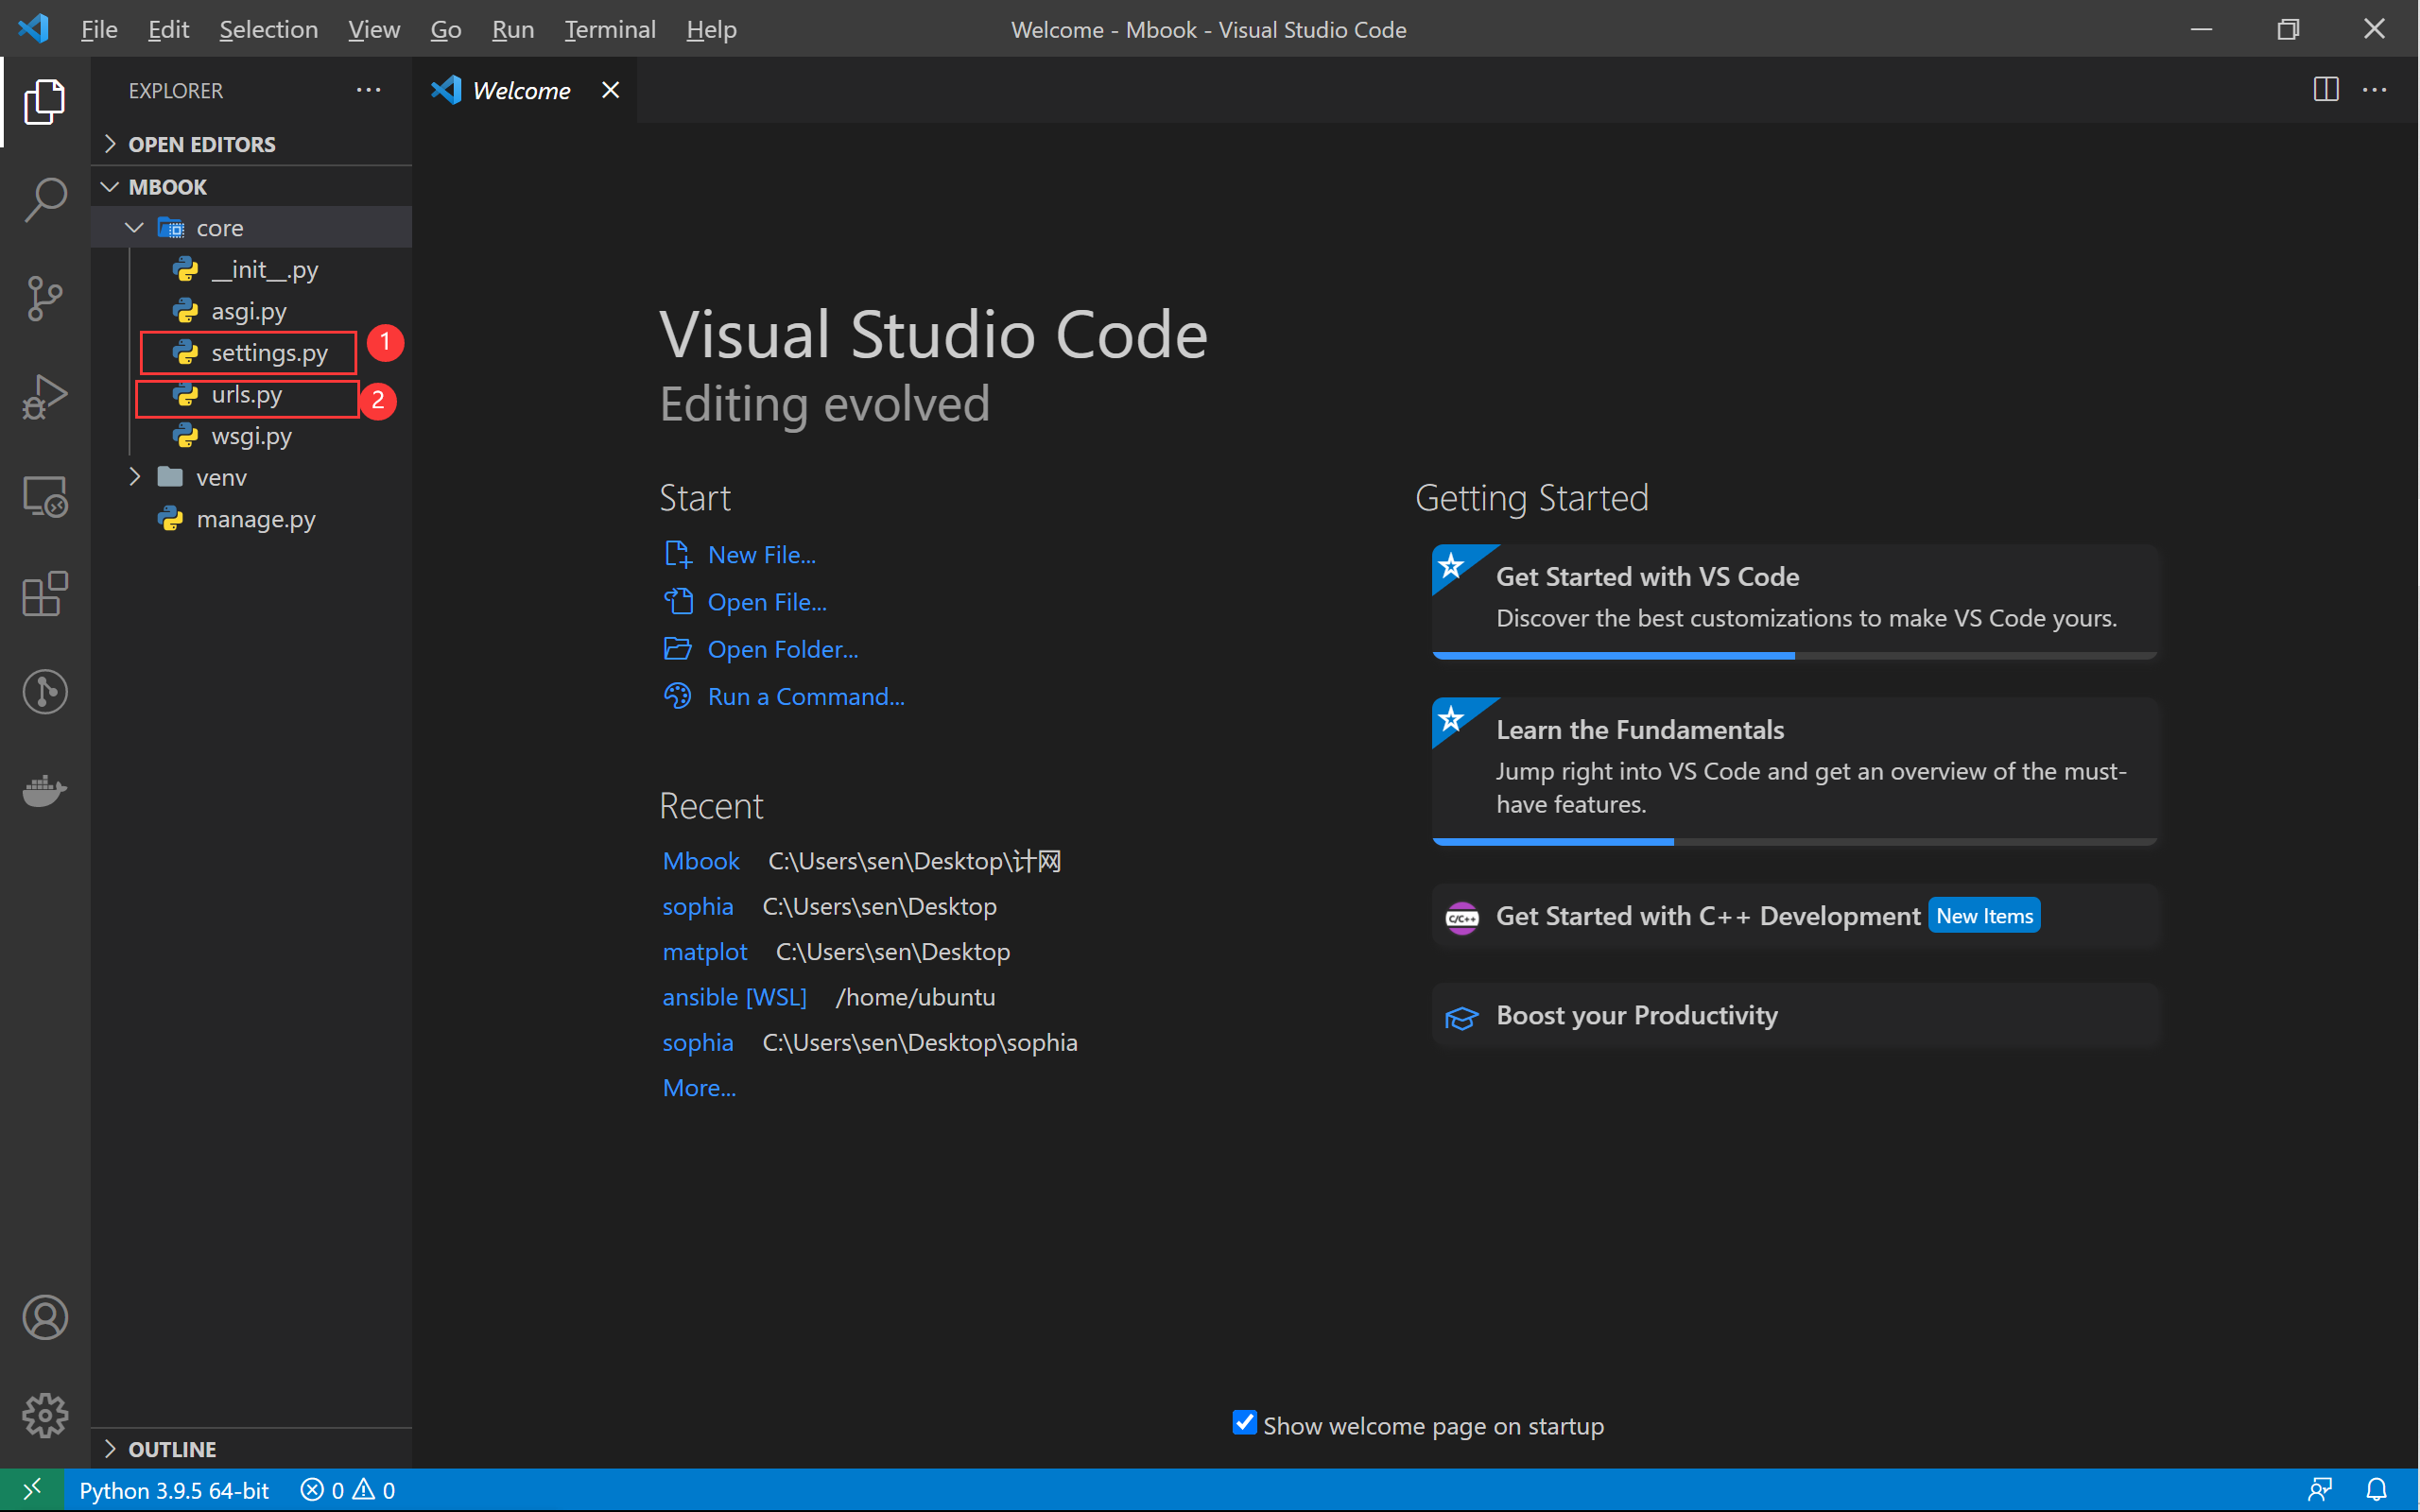 File Edit Selection View Go Run Terminal Help
Welcome - Mbook - Visual Studio Code
EXPLORER
OPEN EDITORS
MBOOK
core
__init__.py
asgi.py
settings.py 1
urls.py 2
wsgi.py
venv
manage.py
OUTLINE
Welcome
Visual Studio Code
Editing evolved
Start
New File...
Open File...
Open Folder...
Run a Command...
Recent
Mbook C:\Users\sen\Desktop\计网
sophia C:\Users\sen\Desktop
matplot C:\Users\sen\Desktop
ansible [WSL] /home/ubuntu
sophia C:\Users\sen\Desktop\sophia
More...
Getting Started
Get Started with VS Code
Discover the best customizations to make VS Code yours.
Learn the Fundamentals
Jump right into VS Code and get an overview of the must-
have features.
C/C++ Get Started with C++ Development New Items
Boost your Productivity
Show welcome page on startup
Python 3.9.5 64-bit 0 0